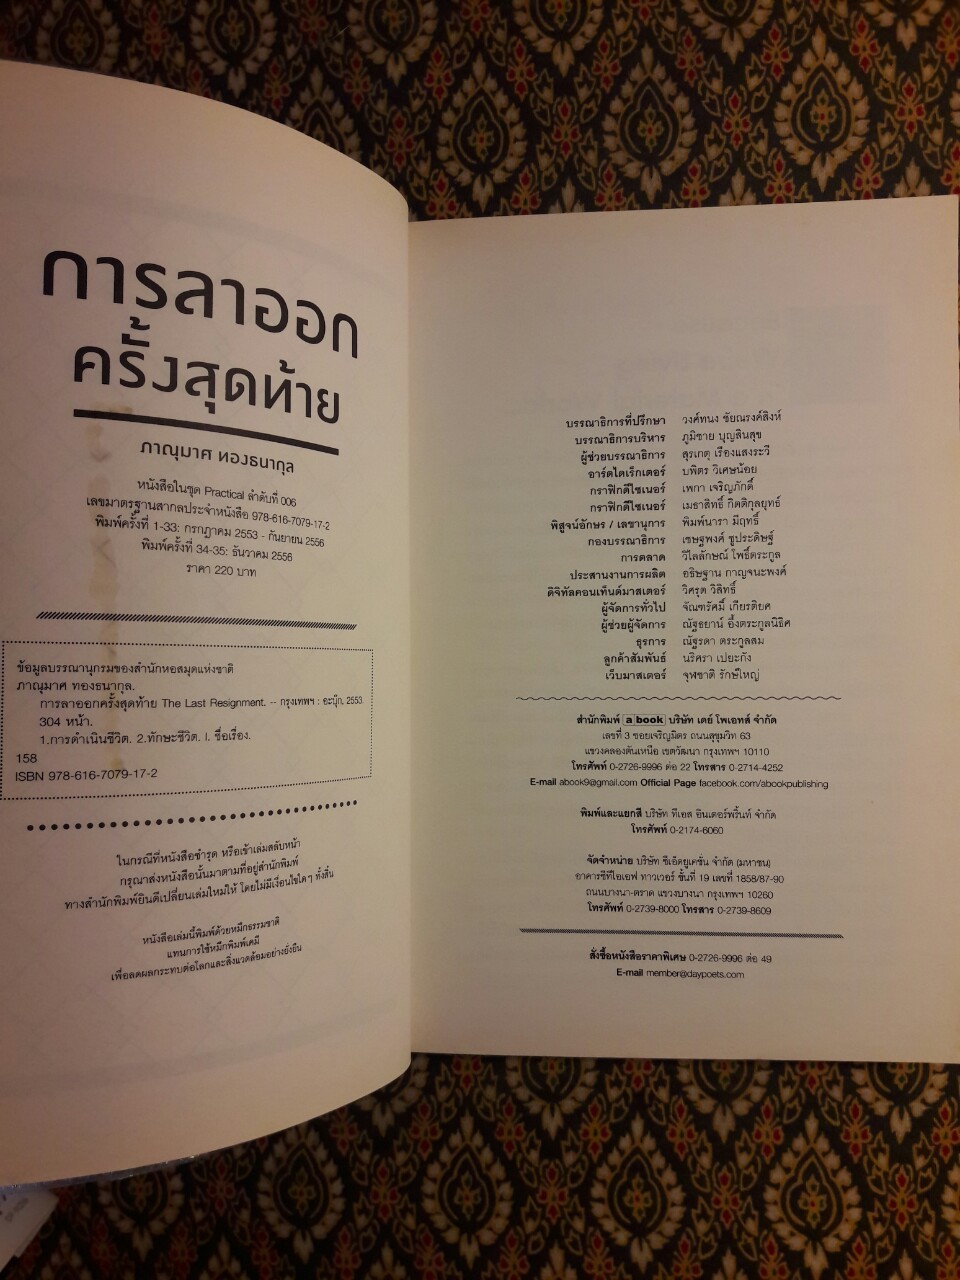 การลาออก
ครั้งสุดท้าย
ภาณุมาศ ทองธนากุล
หนังสือในชุด Practical ลำดับที่ 006
เลขมาตรฐานสากลประจำหนังสือ 978-616-7079-17-2
พิมพ์ครั้งที่ 1-33: กรกฎาคม 2553 - กันยายน 2556
พิมพ์ครั้งที่ 34-35: ธันวาคม 2556
ราคา 220 บาท
ข้อมูลบรรณานุกรมของสำนักหอสมุดแห่งชาติ
ภาณุมาศ ทองธนากุล.
การลาออกครั้งสุดท้าย The Last Resignment. -- กรุงเทพฯ : อะบุ๊ก, 2553.
304 หน้า.
1.การดำเนินชีวิต. 2.ทักษะชีวิต. I. ชื่อเรื่อง.
158
ISBN 978-616-7079-17-2
ในกรณีที่หนังสือชำรุด หรือเข้าเล่มสลับหน้า
กรุณาส่งหนังสือนั้นมาตามที่อยู่สำนักพิมพ์
ทางสำนักพิมพ์ยินดีเปลี่ยนเล่มใหม่ให้ โดยไม่มีเงื่อนไขใดๆ ทั้งสิ้น
หนังสือเล่มนี้พิมพ์ด้วยหมึกธรรมชาติ
แทนการใช้หมึกพิมพ์เคมี
เพื่อลดผลกระทบต่อโลกและสิ่งแวดล้อมอย่างยั่งยืน
บรรณาธิการที่ปรึกษา วงศ์ทนง ชัยณรงค์สิงห์
บรรณาธิการบริหาร ภูมิชาย บุญสินสุข
ผู้ช่วยบรรณาธิการ สุรเกตุ เรืองแสงระวี
อาร์ตไดเร็กเตอร์ บพิตร วิเศษน้อย
กราฟิกดีไซเนอร์ เพกา เจริญภักดิ์
กราฟิกดีไซเนอร์ เมธาสิทธิ์ กิตติกุลยุทธ์
พิสูจน์อักษร / เลขานุการ พิมพ์นารา มีฤทธิ์
กองบรรณาธิการ เชษฐพงศ์ ชูประดิษฐ์
การตลาด วิไลลักษณ์ โพธิ์ตระกูล
ประสานงานการผลิต อธิษฐาน กาญจนะพงศ์
ดิจิทัลคอนเท็นต์มาสเตอร์ วิศรุต วิสิทธิ์
ผู้จัดการทั่วไป จัณฑรัศมิ์ เกียรติยศ
ผู้ช่วยผู้จัดการ ณัฐธยาน์ อึ้งตระกูลนิธิศ
ธุรการ ณัฐรดา ตระกูลสม
ลูกค้าสัมพันธ์ นริศรา เปยะกัง
เว็บมาสเตอร์ จุฬชาติ รักษ์ใหญ่
สำนักพิมพ์ a book บริษัท เดย์ โพเอทส์ จำกัด
เลขที่ 3 ซอยเจริญมิตร ถนนสุขุมวิท 63
แขวงคลองตันเหนือ เขตวัฒนา กรุงเทพฯ 10110
โทรศัพท์ 0-2726-9996 ต่อ 22 โทรสาร 0-2714-4252
E-mail abook9@gmail.com Official Page facebook.com/abookpublishing
พิมพ์และแยกสี บริษัท ทีเอส อินเตอร์พริ้นท์ จำกัด
โทรศัพท์ 0-2174-6060
จัดจำหน่าย บริษัท ซีเอ็ดยูเคชั่น จำกัด (มหาชน)
อาคารซีทีไอเอฟ ทาวเวอร์ ชั้นที่ 19 เลขที่ 1858/87-90
ถนนบางนา-ตราด แขวงบางนา กรุงเทพฯ 10260
โทรศัพท์ 0-2739-8000 โทรสาร 0-2739-8609
สั่งซื้อหนังสือราคาพิเศษ 0-2726-9996 ต่อ 49
E-mail member@daypoets.com